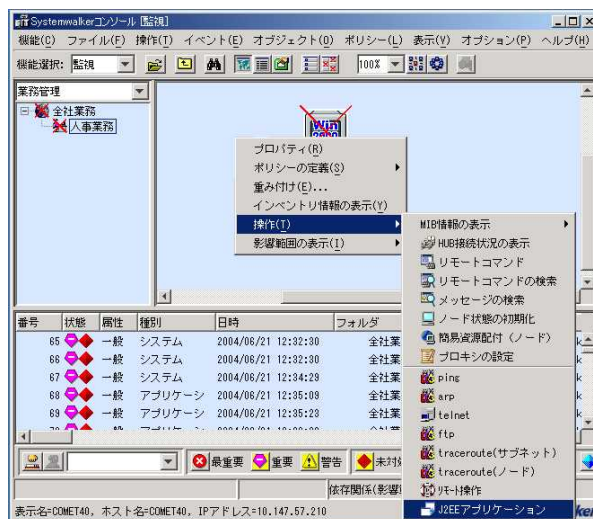 Systemwalkerコンソール [監視]
機能(C) ファイル(F) 操作(T) イベント(E) オブジェクト(O) ポリシー(L) 表示(V) オプション(P) ヘルプ(H)
機能選択: 監視 100%
業務管理
全社業務
人事業務
Win
2000
プロパティ(R)
ポリシーの定義(S)
重み付け(E)...
インベントリ情報の表示(Y)
操作(T)
影響範囲の表示(I)
MIB情報の表示
HUB接続状況の表示
リモートコマンド
リモートコマンドの検索
メッセージの検索
ノード状態の初期化
簡易資源配付(ノード)
プロキシの設定
ping
arp
telnet
ftp
traceroute(サブネット)
traceroute(ノード)
リモート操作
J2EEアプリケーション
番号 状態 属性 種別 日時 フォルダ
65 一般 システム 2004/06/21 12:32:30 全社業
66 一般 システム 2004/06/21 12:32:30 全社業
67 一般 システム 2004/06/21 12:34:29 全社業
68 一般 アプリケーシ 2004/06/21 12:35:09 全社業
69 一般 アプリケーシ 2004/06/21 12:35:23 全社業
最重要 重要 警告 未対処
依存関係(影響
表示名=COMET40, ホスト名=COMET40, IPアドレス=10.147.57.210